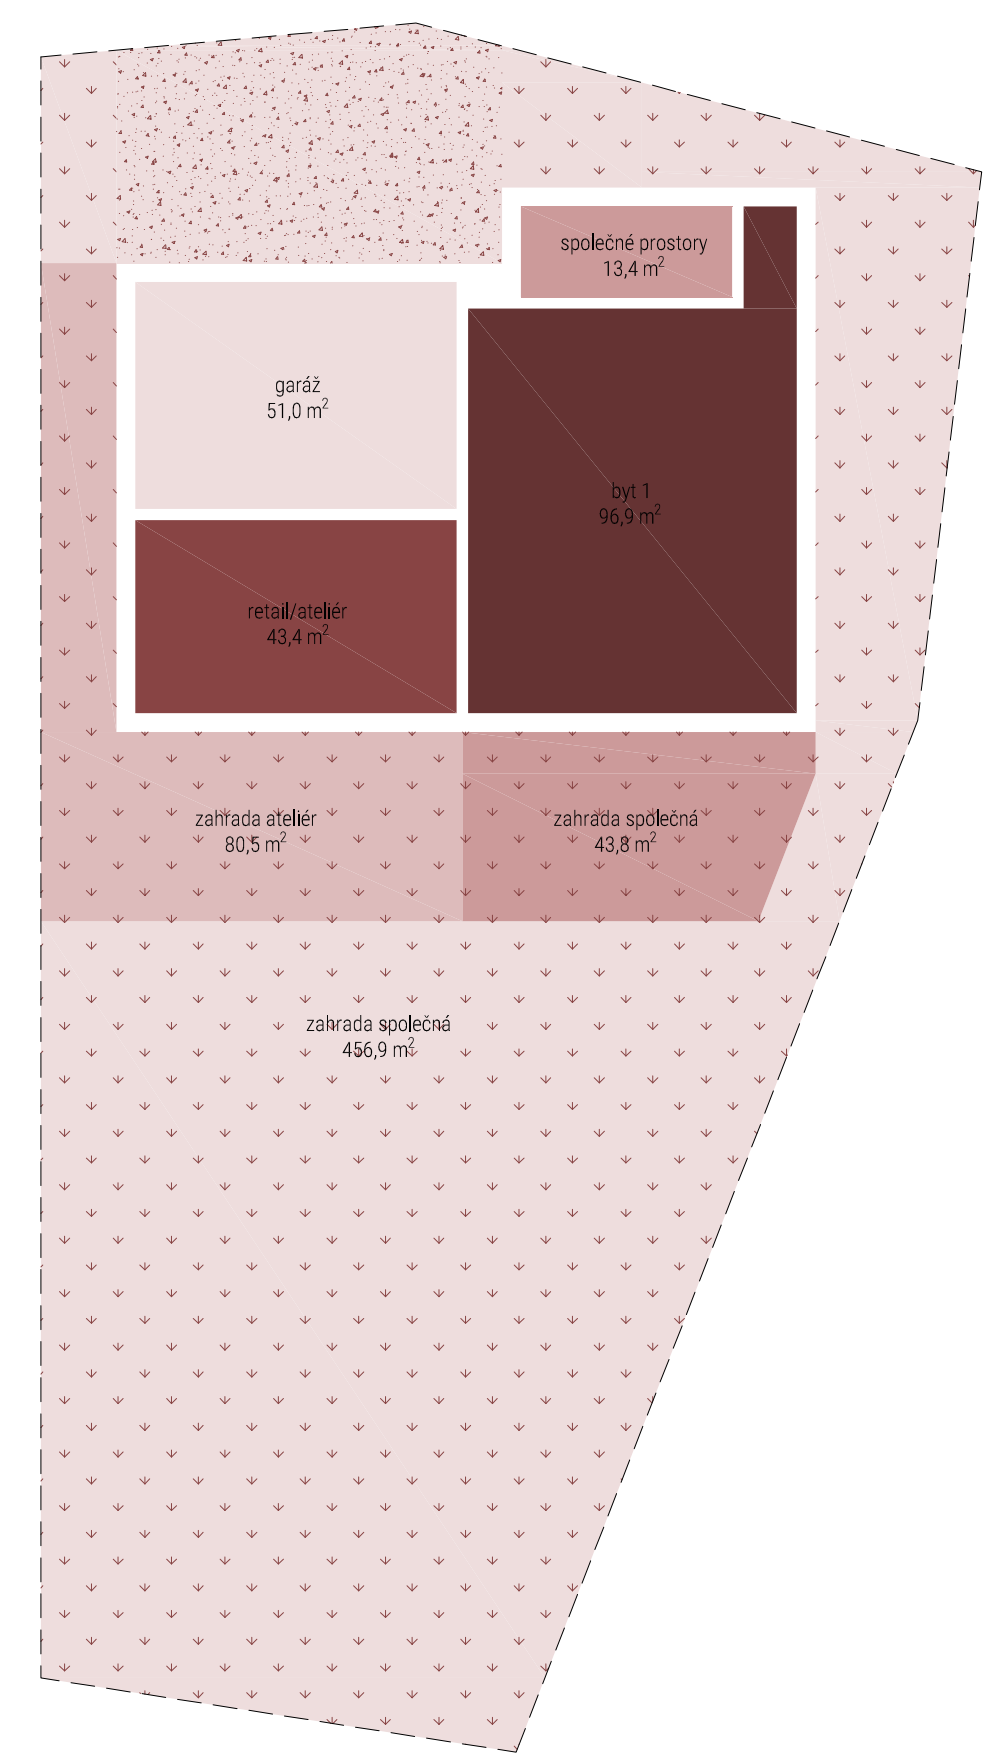 společné prostory
13,4 m²
garáž
51,0 m²
byt 1
96,9 m²
retail/ateliér
43,4 m²
zahrada ateliér
80,5 m²
zahrada společná
43,8 m²
zahrada společná
456,9 m²